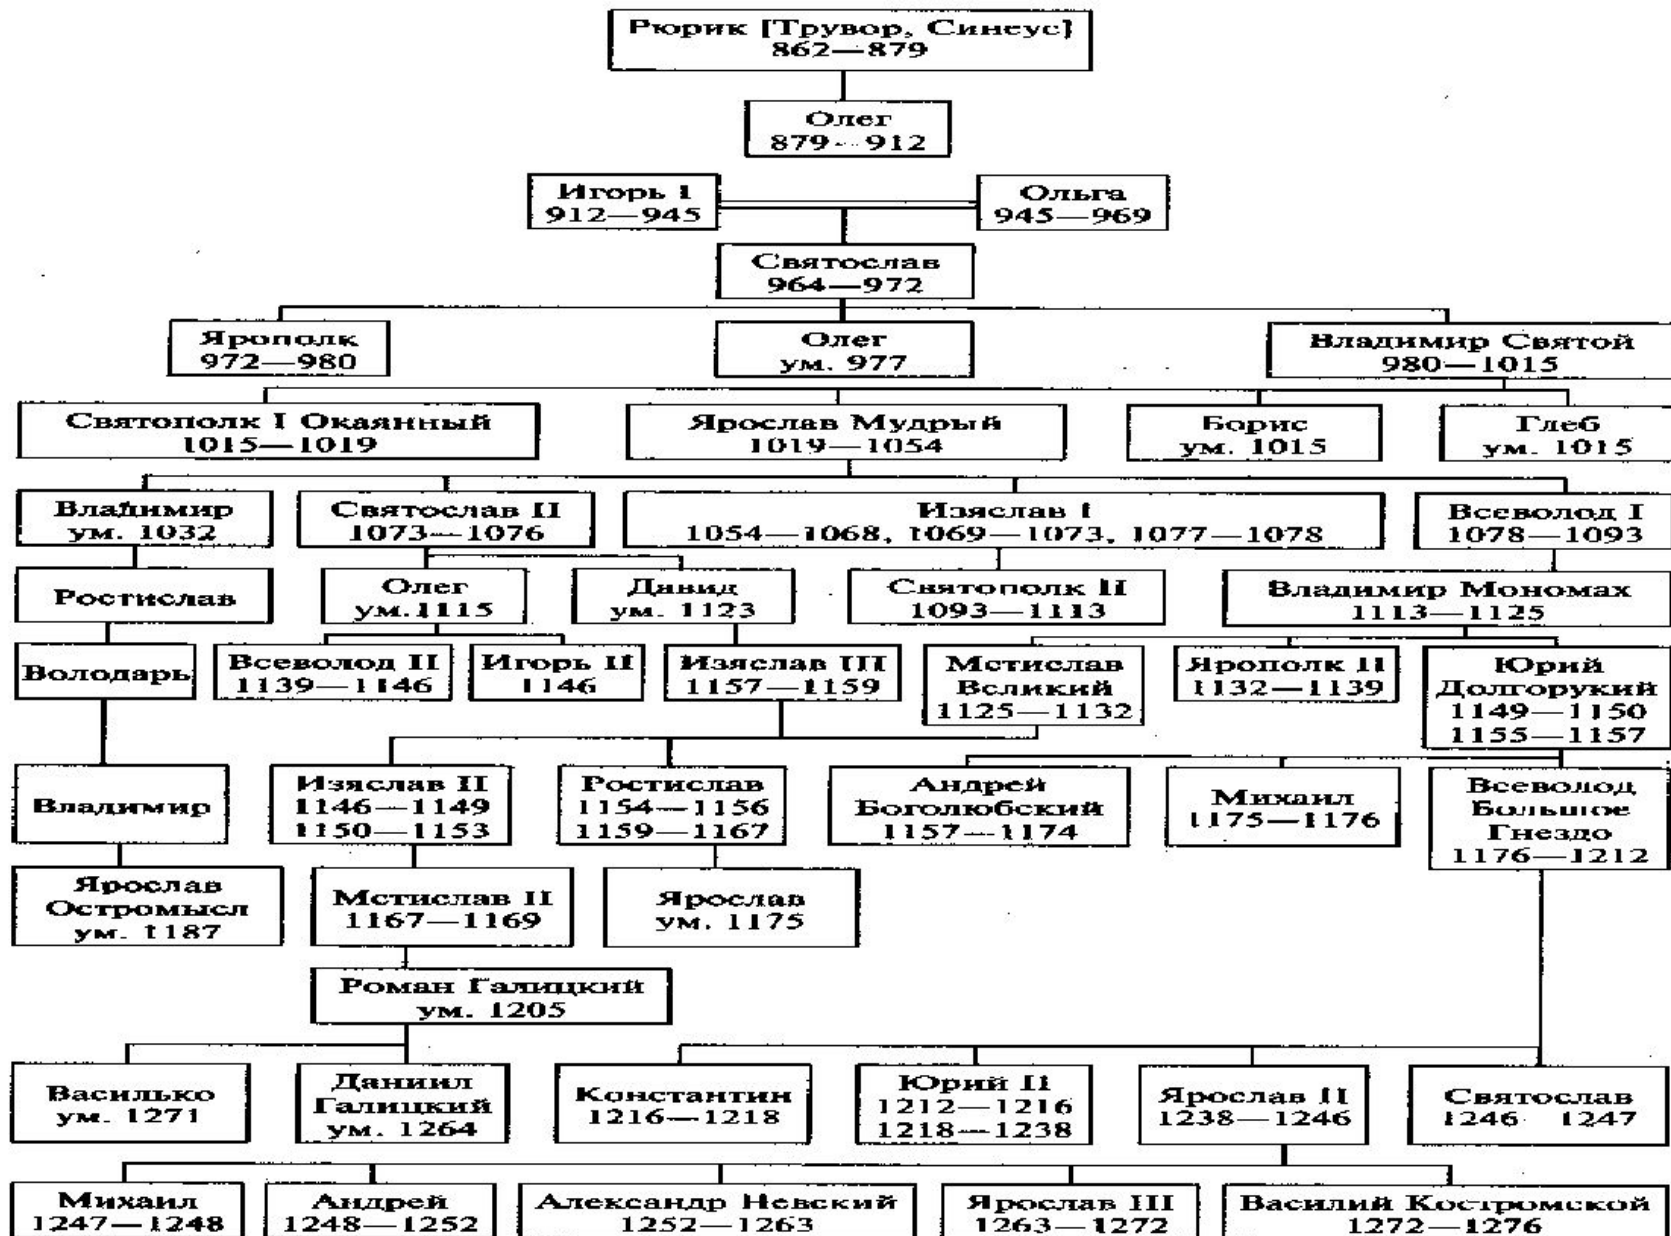 Рюрик [Трувор, Синеус]
862—879
Олег
879—912
Игорь I
912—945
Ольга
945—969
Святослав
964—972
Ярополк
972—980
Олег
ум. 977
Владимир Святой
980—1015
Святополк I Окаянный
1015—1019
Ярослав Мудрый
1019—1054
Борис
ум. 1015
Глеб
ум. 1015
Владимир
ум. 1032
Святослав II
1073—1076
Изяслав I
1054—1068, 1069—1073, 1077—1078
Всеволод I
1078—1093
Ростислав
Олег
ум.1115
Давид
ум. 1123
Святополк II
1093—1113
Владимир Мономах
1113—1125
Володарь
Всеволод II
1139—1146
Игорь II
1146
Изяслав III
1157—1159
Мстислав
Великий
1125—1132
Ярополк II
1132—1139
Юрий
Долгорукий
1149—1150
1155—1157
Владимир
Изяслав II
1146—1149
1150—1153
Ростислав
1154—1156
1159—1167
Андрей
Боголюбский
1157—1174
Михаил
1175—1176
Всеволод
Большое
Гнездо
1176—1212
Ярослав
Остромысл
ум. 1187
Мстислав II
1167—1169
Ярослав
ум. 1175
Роман Галицкий
ум. 1205
Василько
ум. 1271
Даниил
Галицкий
ум. 1264
Константин
1216—1218
Юрий II
1212—1216
1218—1238
Ярослав II
1238—1246
Святослав
1246 1247
Михаил
1247—1248
Андрей
1248—1252
Александр Невский
1252—1263
Ярослав III
1263—1272
Василий Костромской
1272—1276